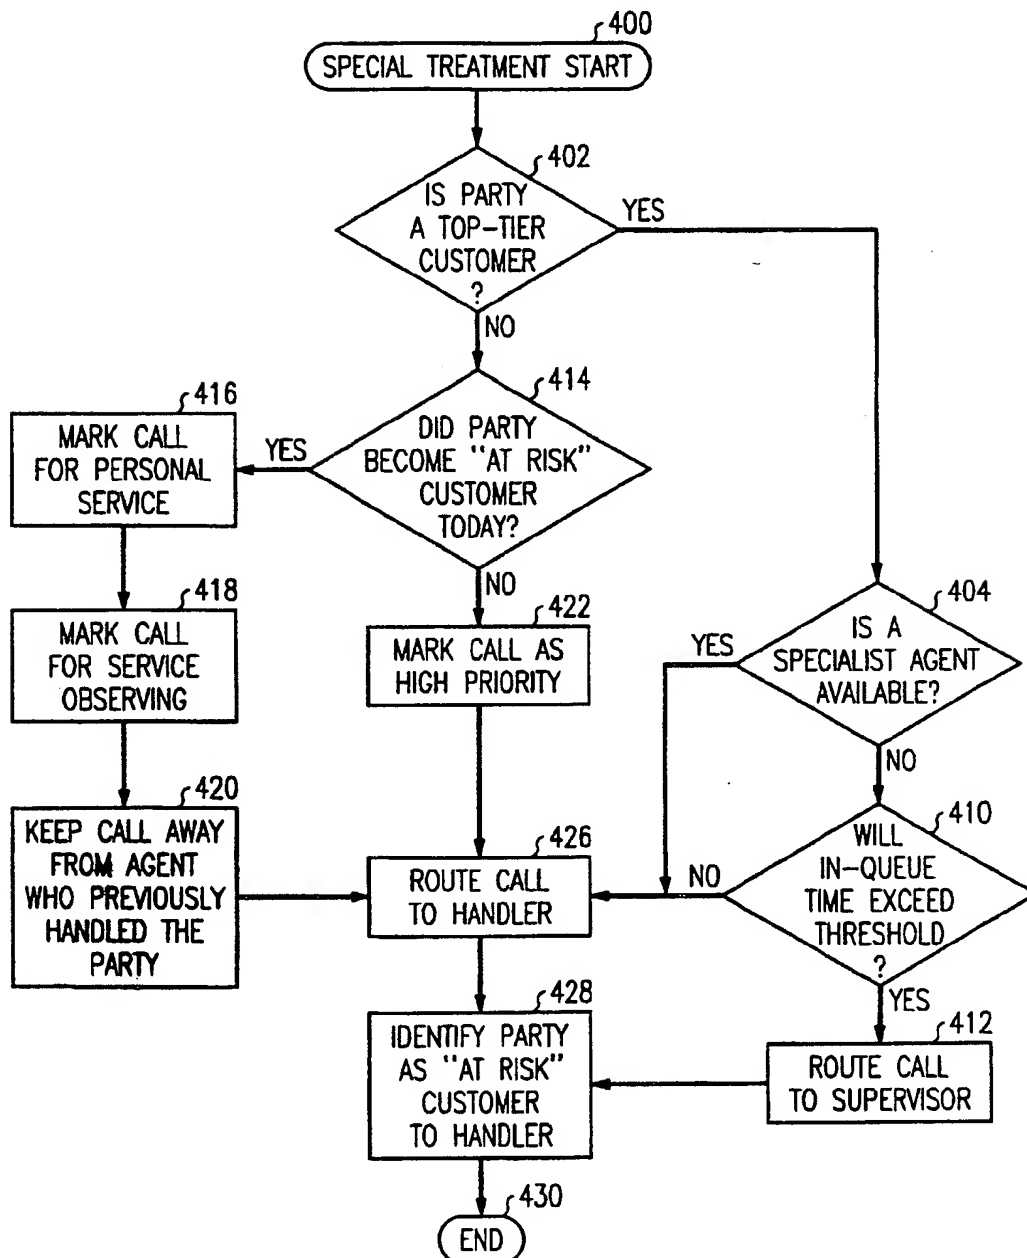 400
SPECIAL TREATMENT START
402
IS PARTY
A TOP-TIER
CUSTOMER
?
YES
NO
414
DID PARTY
BECOME "AT RISK"
CUSTOMER
TODAY?
YES
NO
416
MARK CALL
FOR PERSONAL
SERVICE
418
MARK CALL
FOR SERVICE
OBSERVING
420
KEEP CALL AWAY
FROM AGENT
WHO PREVIOUSLY
HANDLED THE
PARTY
422
MARK CALL AS
HIGH PRIORITY
404
IS A
SPECIALIST AGENT
AVAILABLE?
YES
NO
410
WILL
IN-QUEUE
TIME EXCEED
THRESHOLD
?
NO
YES
412
ROUTE CALL
TO SUPERVISOR
426
ROUTE CALL
TO HANDLER
428
IDENTIFY PARTY
AS "AT RISK"
CUSTOMER
TO HANDLER
430
END